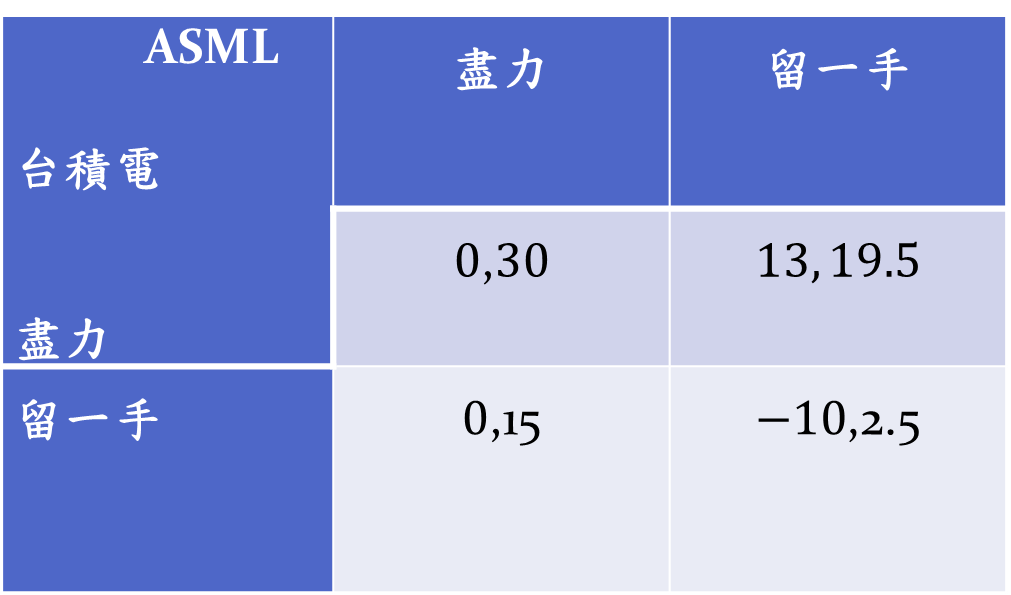 ASML
盡力
留一手
台積電
盡力
0,30
13, 19.5
留一手
0,15
−10,2.5